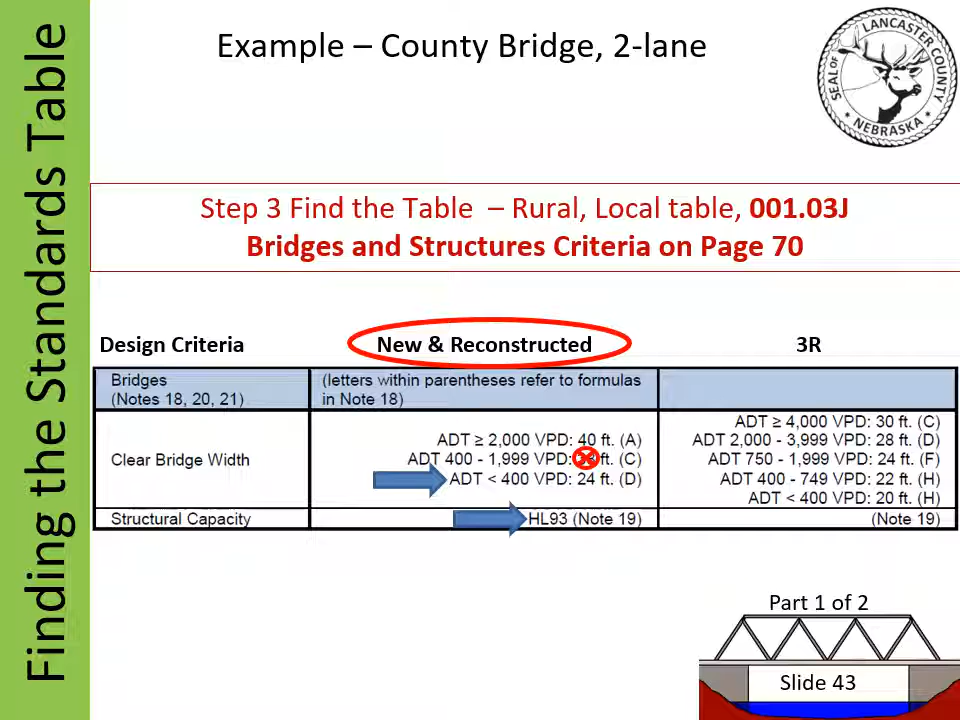 Finding the Standards Table
Example – County Bridge, 2-lane
SEAL OF LANCASTER COUNTY
* NEBRASKA *
Step 3 Find the Table – Rural, Local table, 001.03J
Bridges and Structures Criteria on Page 70
Design Criteria New & Reconstructed 3R
Bridges
(Notes 18, 20, 21)
(letters within parentheses refer to formulas
in Note 18)
Clear Bridge Width
ADT ≥ 2,000 VPD: 40 ft. (A)
ADT 400 - 1,999 VPD: ft. (C)
ADT < 400 VPD: 24 ft. (D)
ADT ≥ 4,000 VPD: 30 ft. (C)
ADT 2,000 - 3,999 VPD: 28 ft. (D)
ADT 750 - 1,999 VPD: 24 ft. (F)
ADT 400 - 749 VPD: 22 ft. (H)
ADT < 400 VPD: 20 ft. (H)
Structural Capacity HL93 (Note 19) (Note 19)
Part 1 of 2
Slide 43